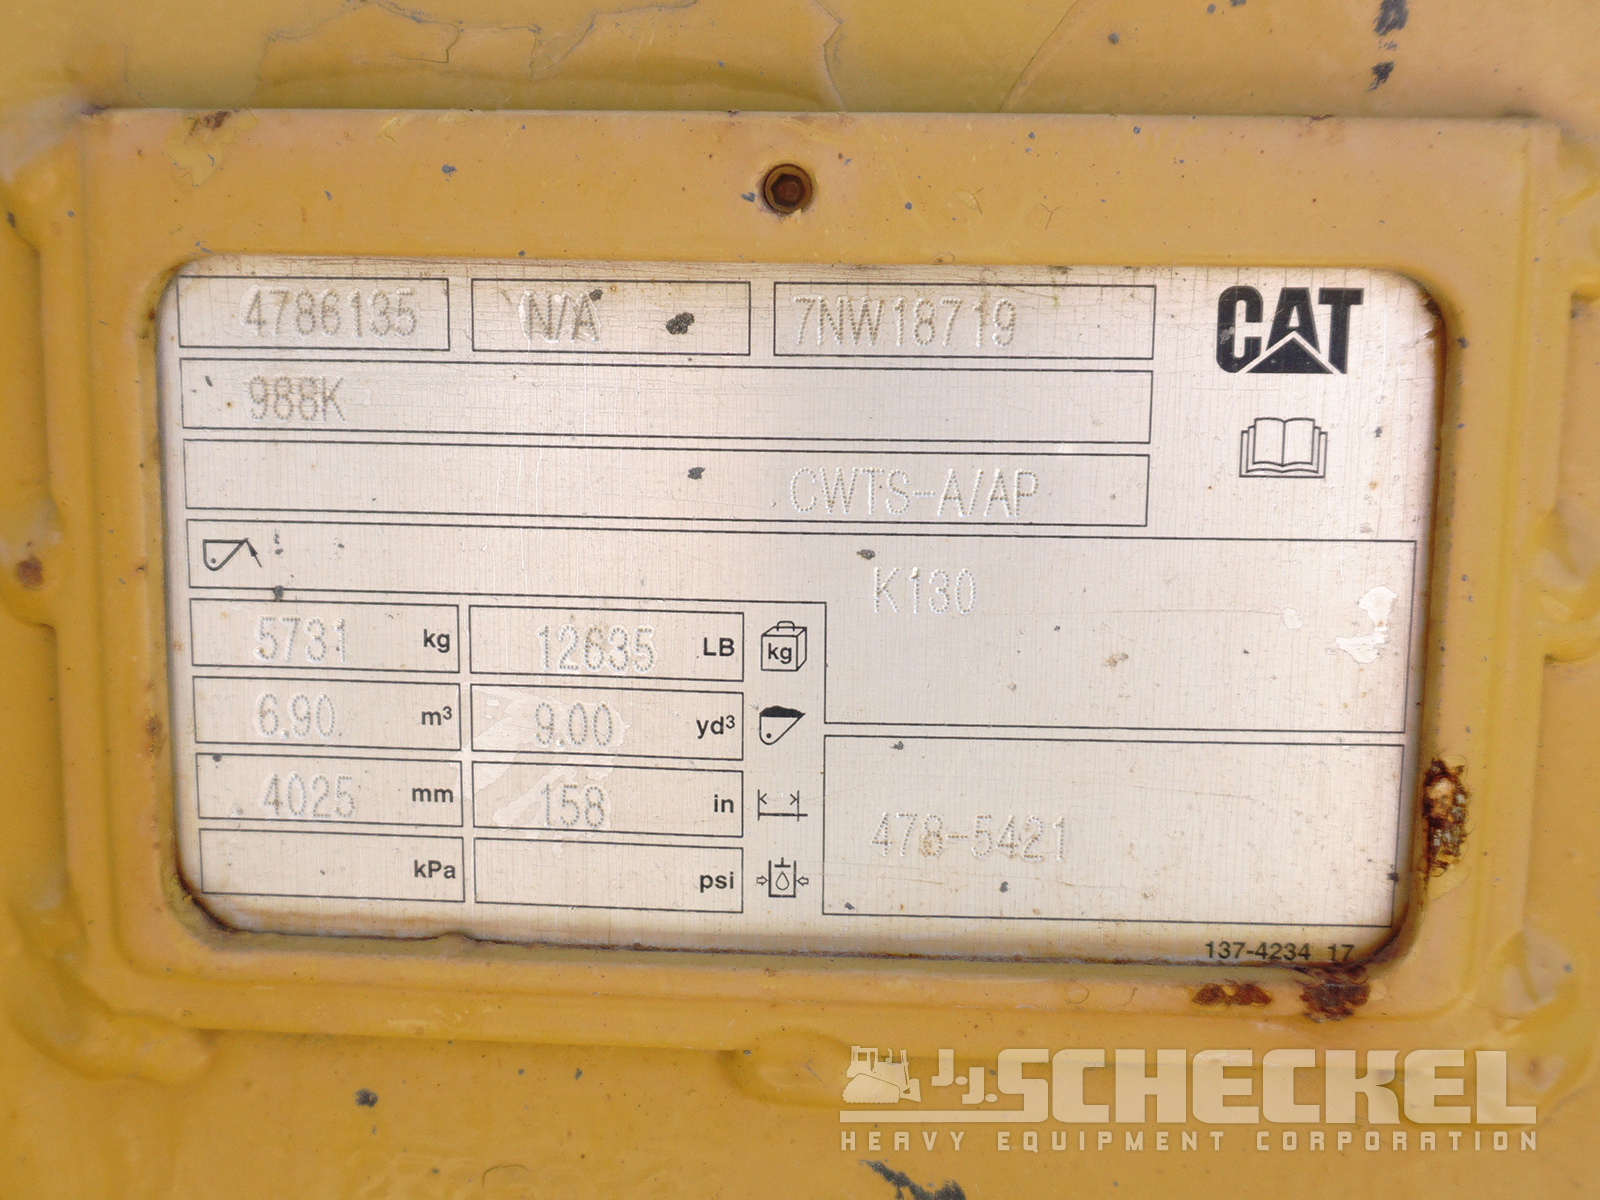 4786135 N/A 7NW18719 CAT
988K
CWTS-A/AP
K130
5731 kg 12635 LB kg
6.90 m³ 9.00 yd³
4025 mm 158 in
478-5421
kPa psi
137-4234 17
J.J. SCHECKEL
HEAVY EQUIPMENT CORPORATION